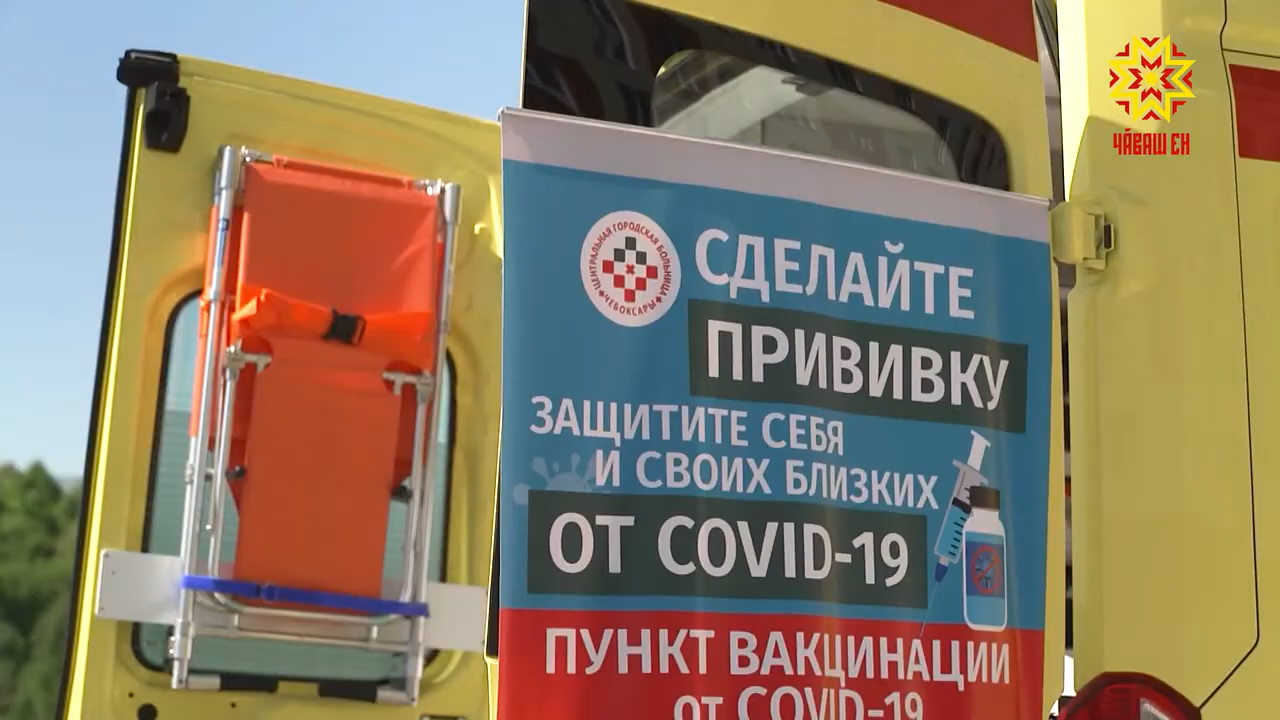 ЧӐВАШ ЕН
ЦЕНТРАЛЬНАЯ ГОРОДСКАЯ БОЛЬНИЦА
ЧЕБОКСАРЫ
СДЕЛАЙТЕ
ПРИВИВКУ
ЗАЩИТИТЕ СЕБЯ
И СВОИХ БЛИЗКИХ
ОТ COVID-19
ПУНКТ ВАКЦИНАЦИИ
от COVID-19